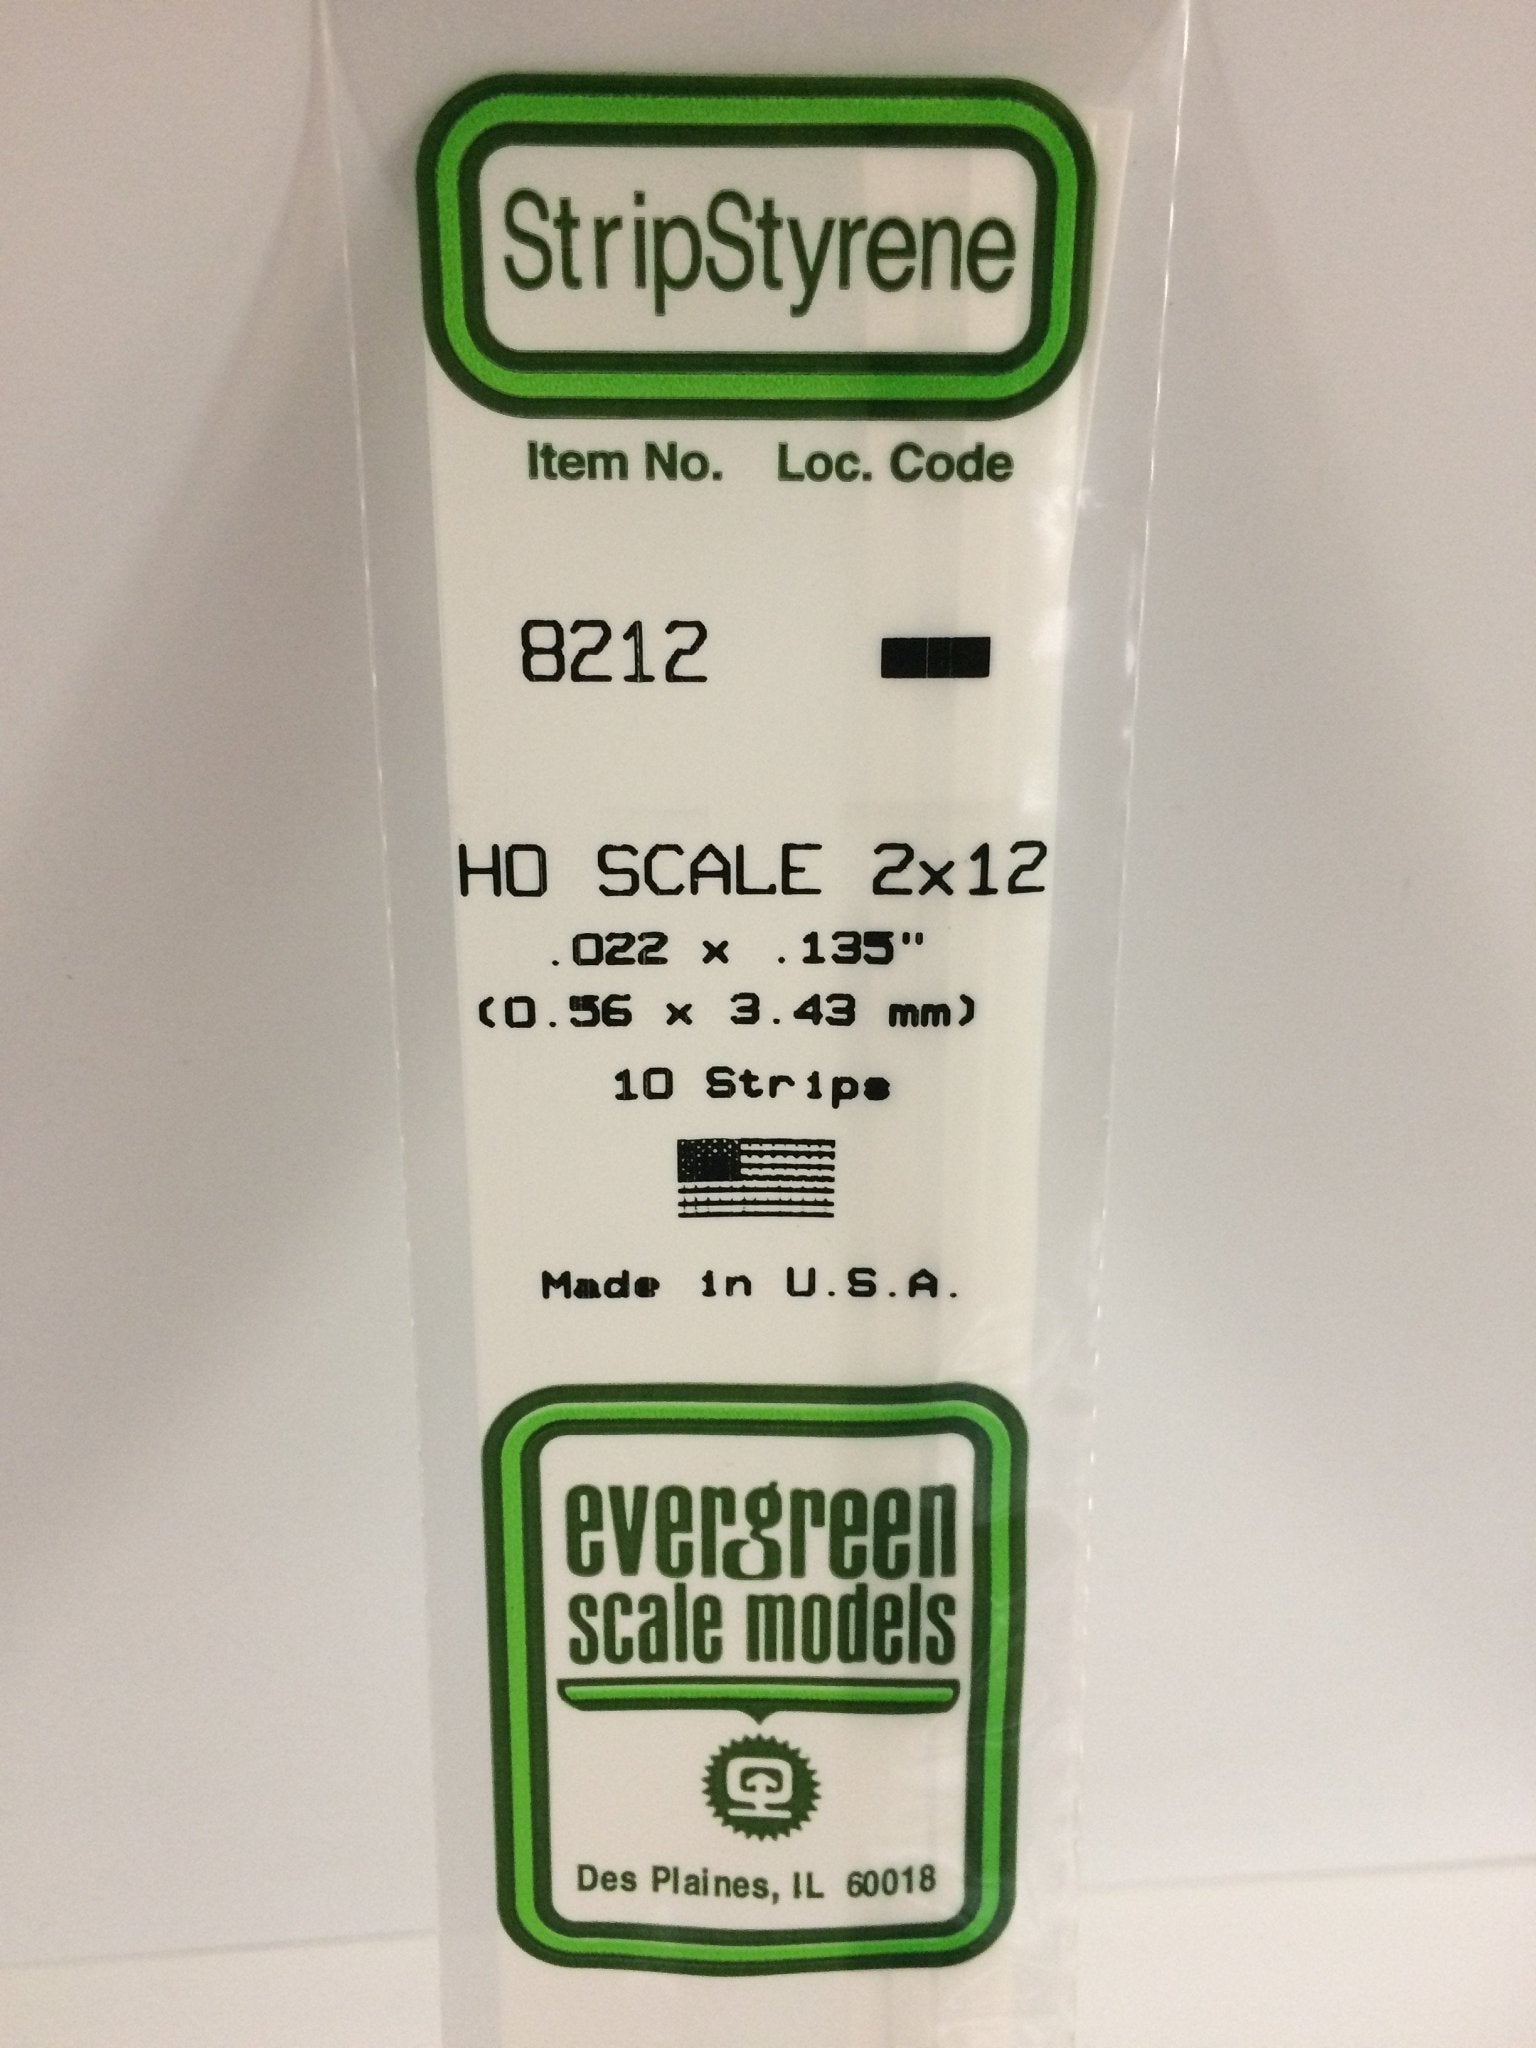 StripStyrene
Item No. Loc. Code
8212
HO SCALE 2x12
.022 x .135"
(0.56 x 3.43 mm)
10 Strips
Made in U.S.A.
evergreen
scale models
Des Plaines, IL 60018